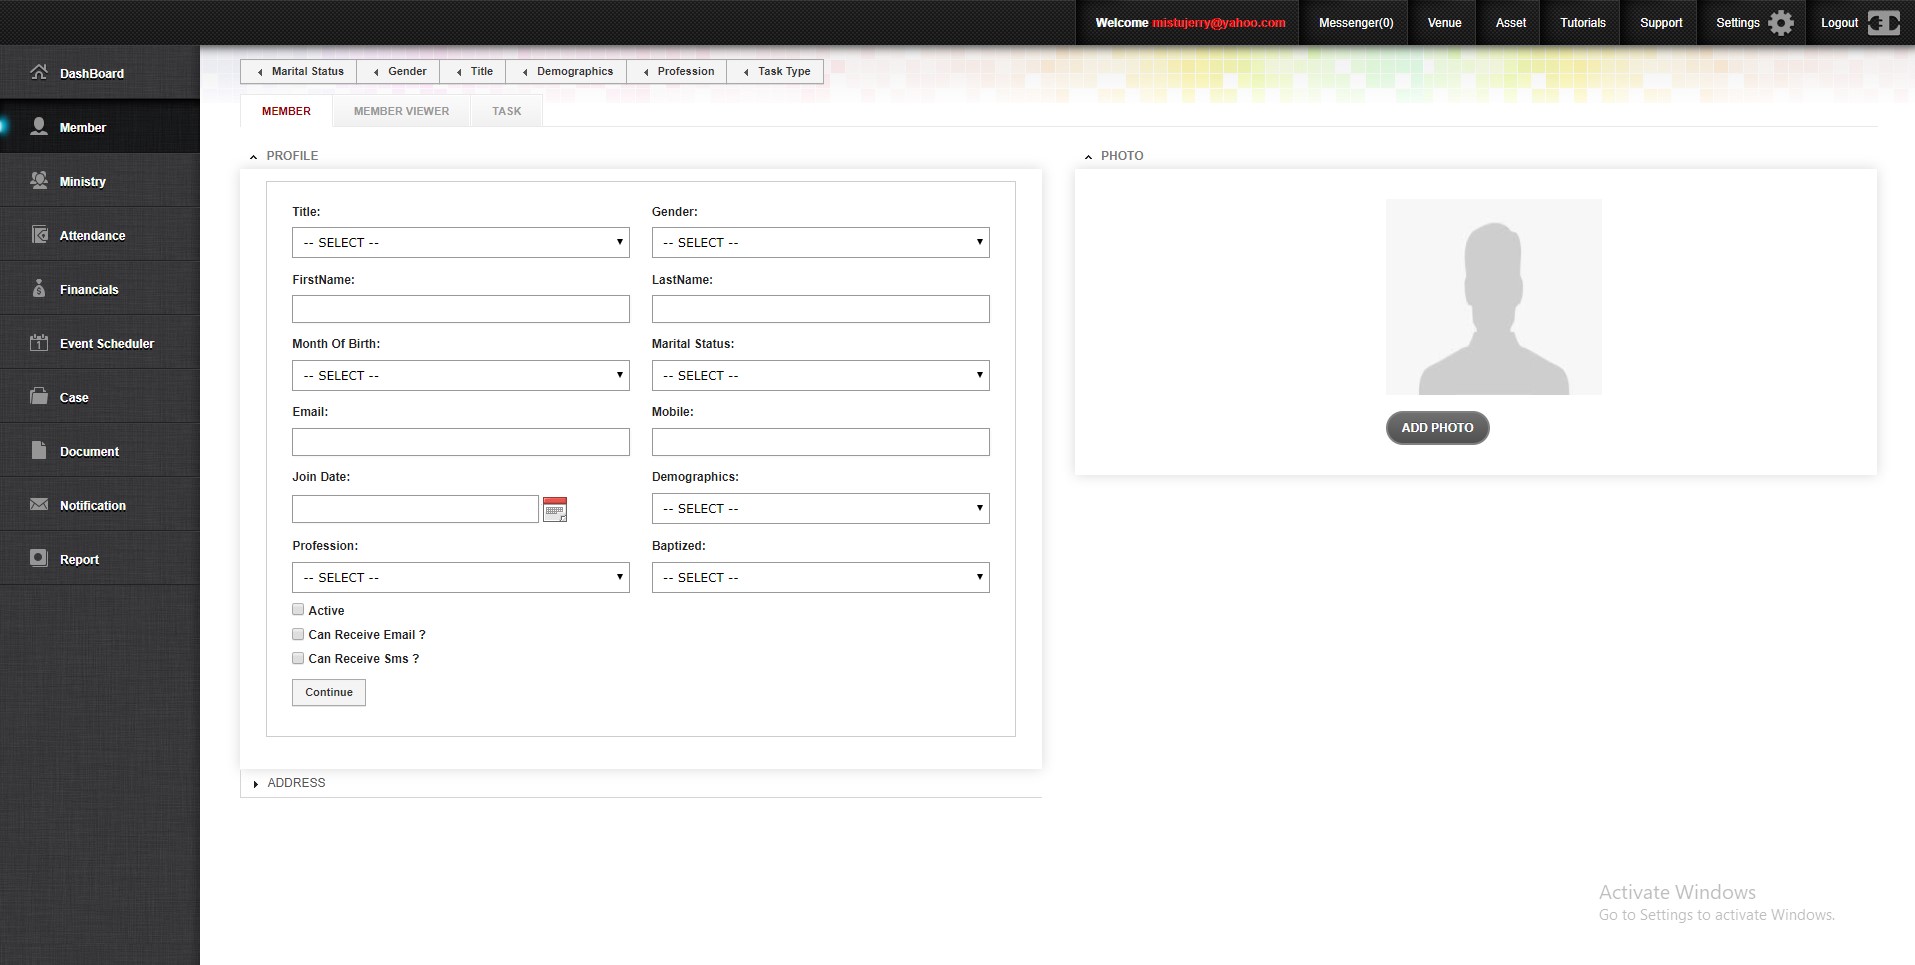 Welcome mistujerry@yahoo.com Messenger(0) Venue Asset Tutorials Support Settings Logout
DashBoard
Member
Ministry
Attendance
Financials
Event Scheduler
1
Case
Document
Notification
Report
Marital Status Gender Title Demographics Profession Task Type
MEMBER MEMBER VIEWER TASK
PROFILE
Title: Gender:
-- SELECT -- -- SELECT --
FirstName: LastName:
Month Of Birth: Marital Status:
-- SELECT -- -- SELECT --
Email: Mobile:
Join Date: Demographics:
-- SELECT --
Profession: Baptized:
-- SELECT -- -- SELECT --
Active
Can Receive Email ?
Can Receive Sms ?
Continue
ADDRESS
PHOTO
ADD PHOTO
Activate Windows
Go to Settings to activate Windows.